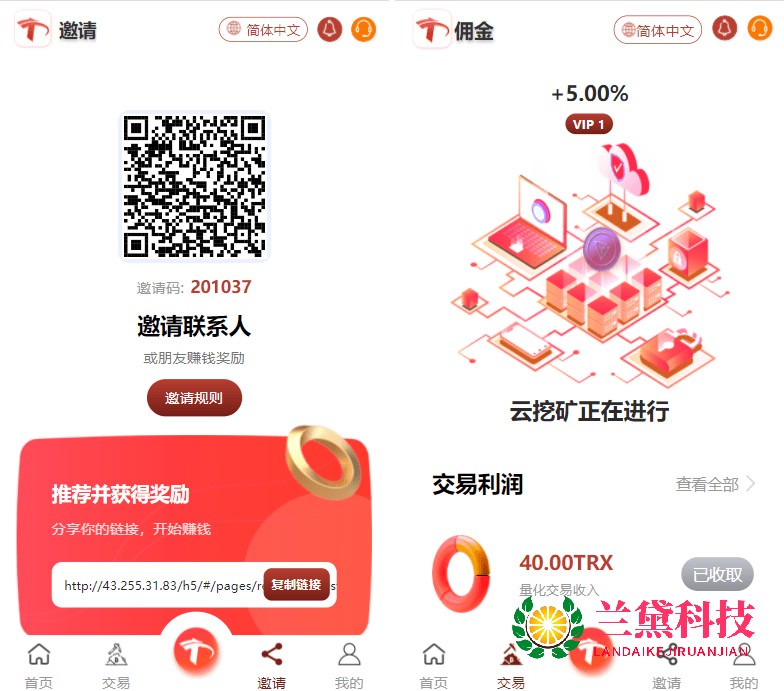 邀请
简体中文
邀请码: 201037
邀请联系人
或朋友赚钱奖励
邀请规则
推荐并获得奖励
分享你的链接，开始赚钱
http://43.255.31.83/h5/#/pages/r
复制链接
首页
交易
邀请
我的
佣金
简体中文
+5.00%
VIP 1
云挖矿正在进行
交易利润
查看全部
40.00TRX
量化交易收入
已收取
兰黛科技
LANDAIKEJIRUANJIAN
首页
交易
邀请
我的